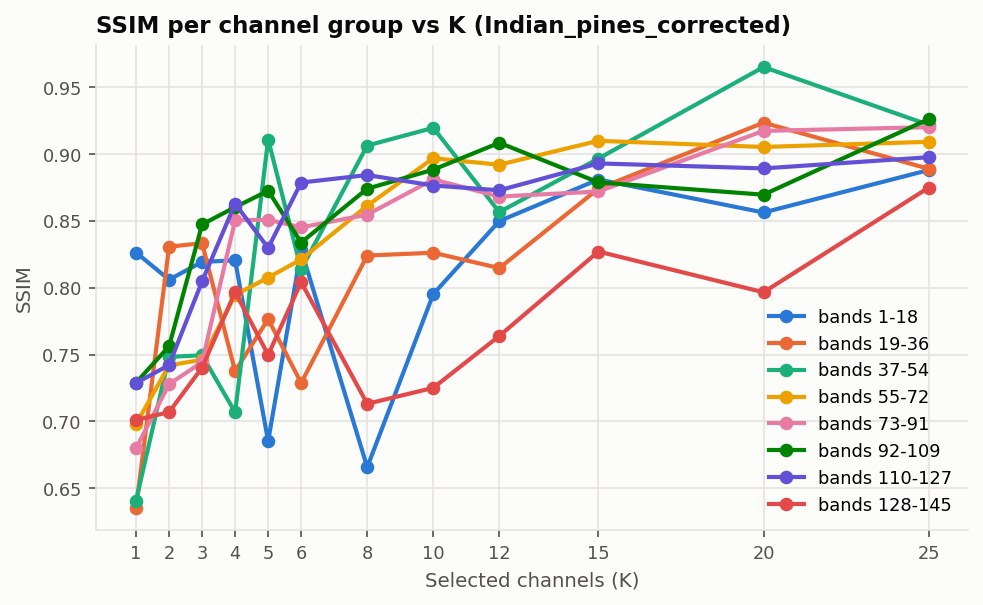 SSIM per channel group vs K (Indian_pines_corrected)
SSIM
0.95
0.90
0.85
0.80
0.75
0.70
0.65
1 2 3 4 5 6 8 10 12 15 20 25
Selected channels (K)
bands 1-18
bands 19-36
bands 37-54
bands 55-72
bands 73-91
bands 92-109
bands 110-127
bands 128-145